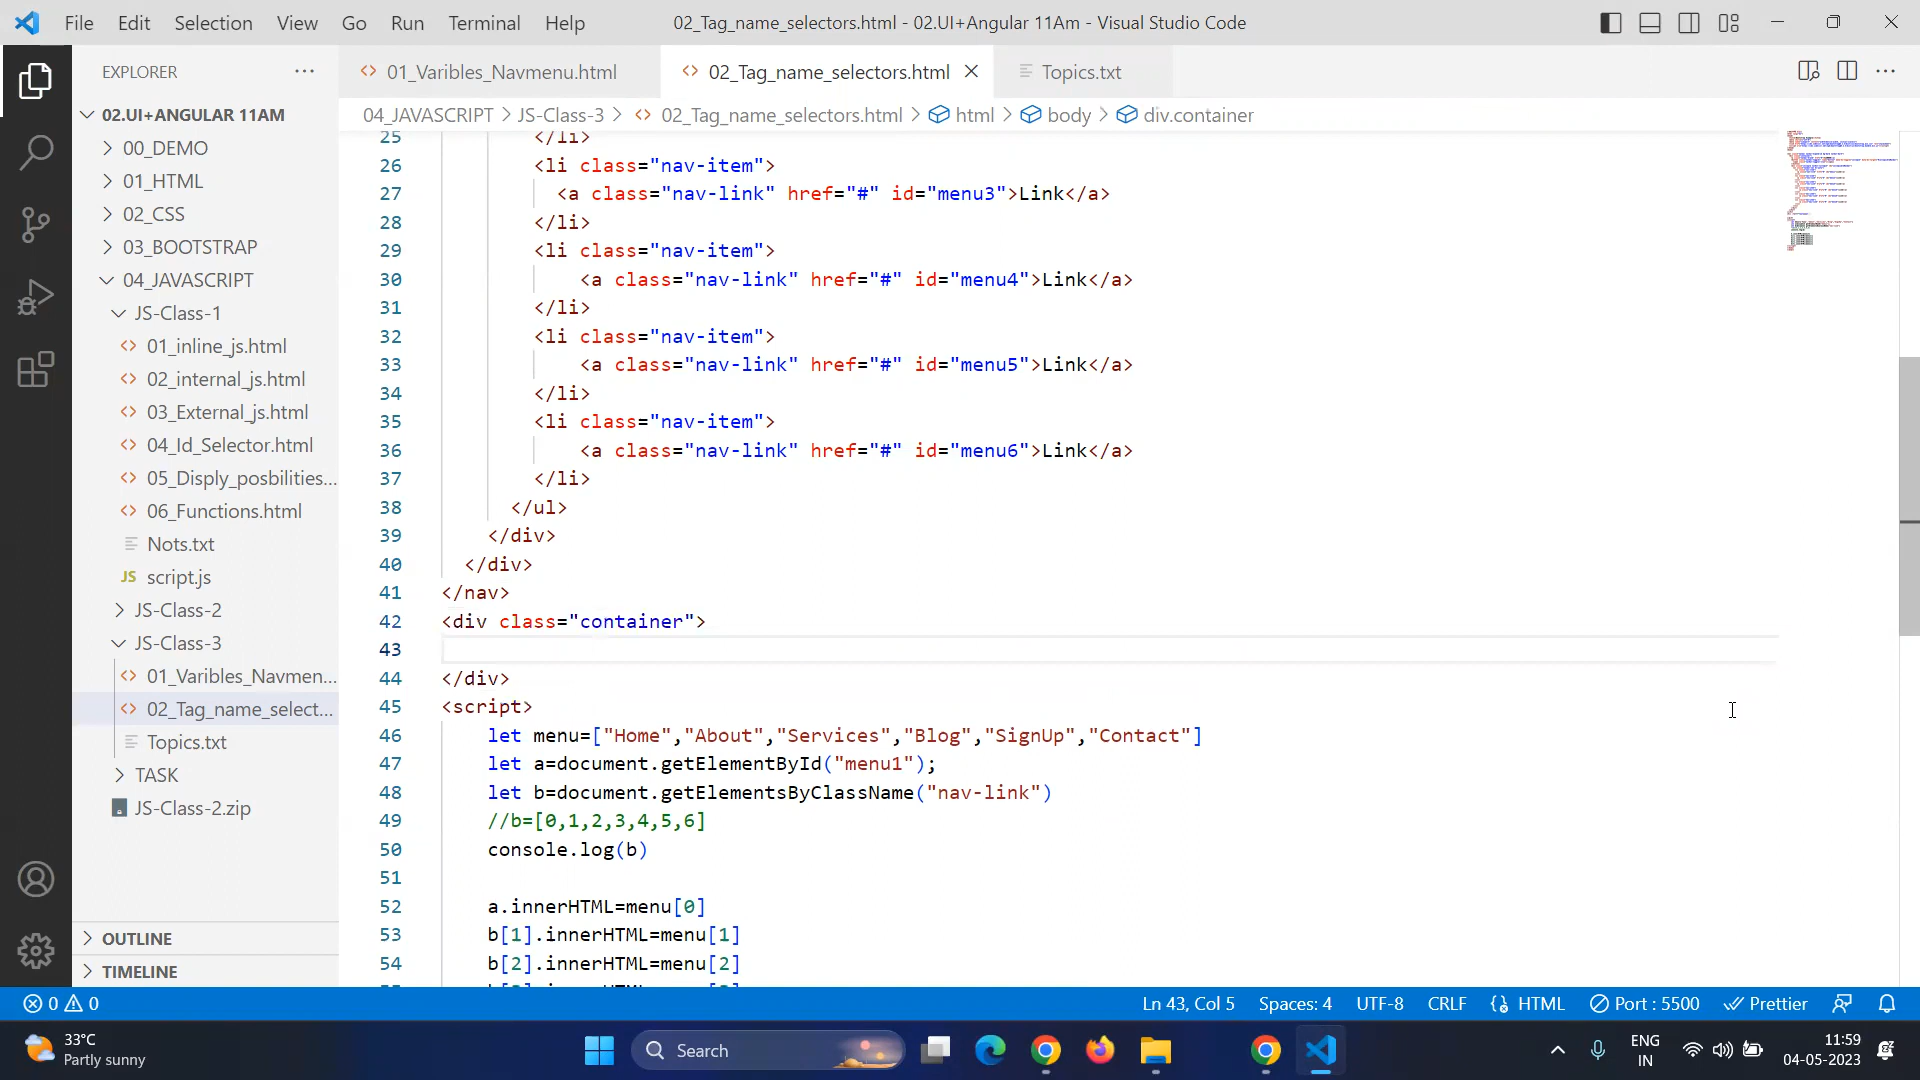 File Edit Selection View Go Run Terminal Help 02_Tag_name_selectors.html - 02.UI+Angular 11Am - Visual Studio Code
EXPLORER
01_Varibles_Navmenu.html 02_Tag_name_selectors.html Topics.txt
02.UI+ANGULAR 11AM
04_JAVASCRIPT > JS-Class-3 > 02_Tag_name_selectors.html > html > body > div.container
00_DEMO
01_HTML
02_CSS
03_BOOTSTRAP
04_JAVASCRIPT
JS-Class-1
01_inline_js.html
02_internal_js.html
03_External_js.html
04_Id_Selector.html
05_Disply_posbilities...
06_Functions.html
Nots.txt
JS script.js
JS-Class-2
JS-Class-3
01_Varibles_Navmen...
02_Tag_name_select...
Topics.txt
TASK
JS-Class-2.zip
OUTLINE
TIMELINE
25 </li>
26 <li class="nav-item">
27 <a class="nav-link" href="#" id="menu3">Link</a>
28 </li>
29 <li class="nav-item">
30 <a class="nav-link" href="#" id="menu4">Link</a>
31 </li>
32 <li class="nav-item">
33 <a class="nav-link" href="#" id="menu5">Link</a>
34 </li>
35 <li class="nav-item">
36 <a class="nav-link" href="#" id="menu6">Link</a>
37 </li>
38 </ul>
39 </div>
40 </div>
41 </nav>
42 <div class="container">
43
44 </div>
45 <script>
46 let menu=["Home","About","Services","Blog","SignUp","Contact"]
47 let a=document.getElementById("menu1");
48 let b=document.getElementsByClassName("nav-link")
49 //b=[0,1,2,3,4,5,6]
50 console.log(b)
51
52 a.innerHTML=menu[0]
53 b[1].innerHTML=menu[1]
54 b[2].innerHTML=menu[2]
0 0 Ln 43, Col 5 Spaces: 4 UTF-8 CRLF HTML Port : 5500 Prettier
33°C
Partly sunny
Search
ENG
IN
11:59
04-05-2023